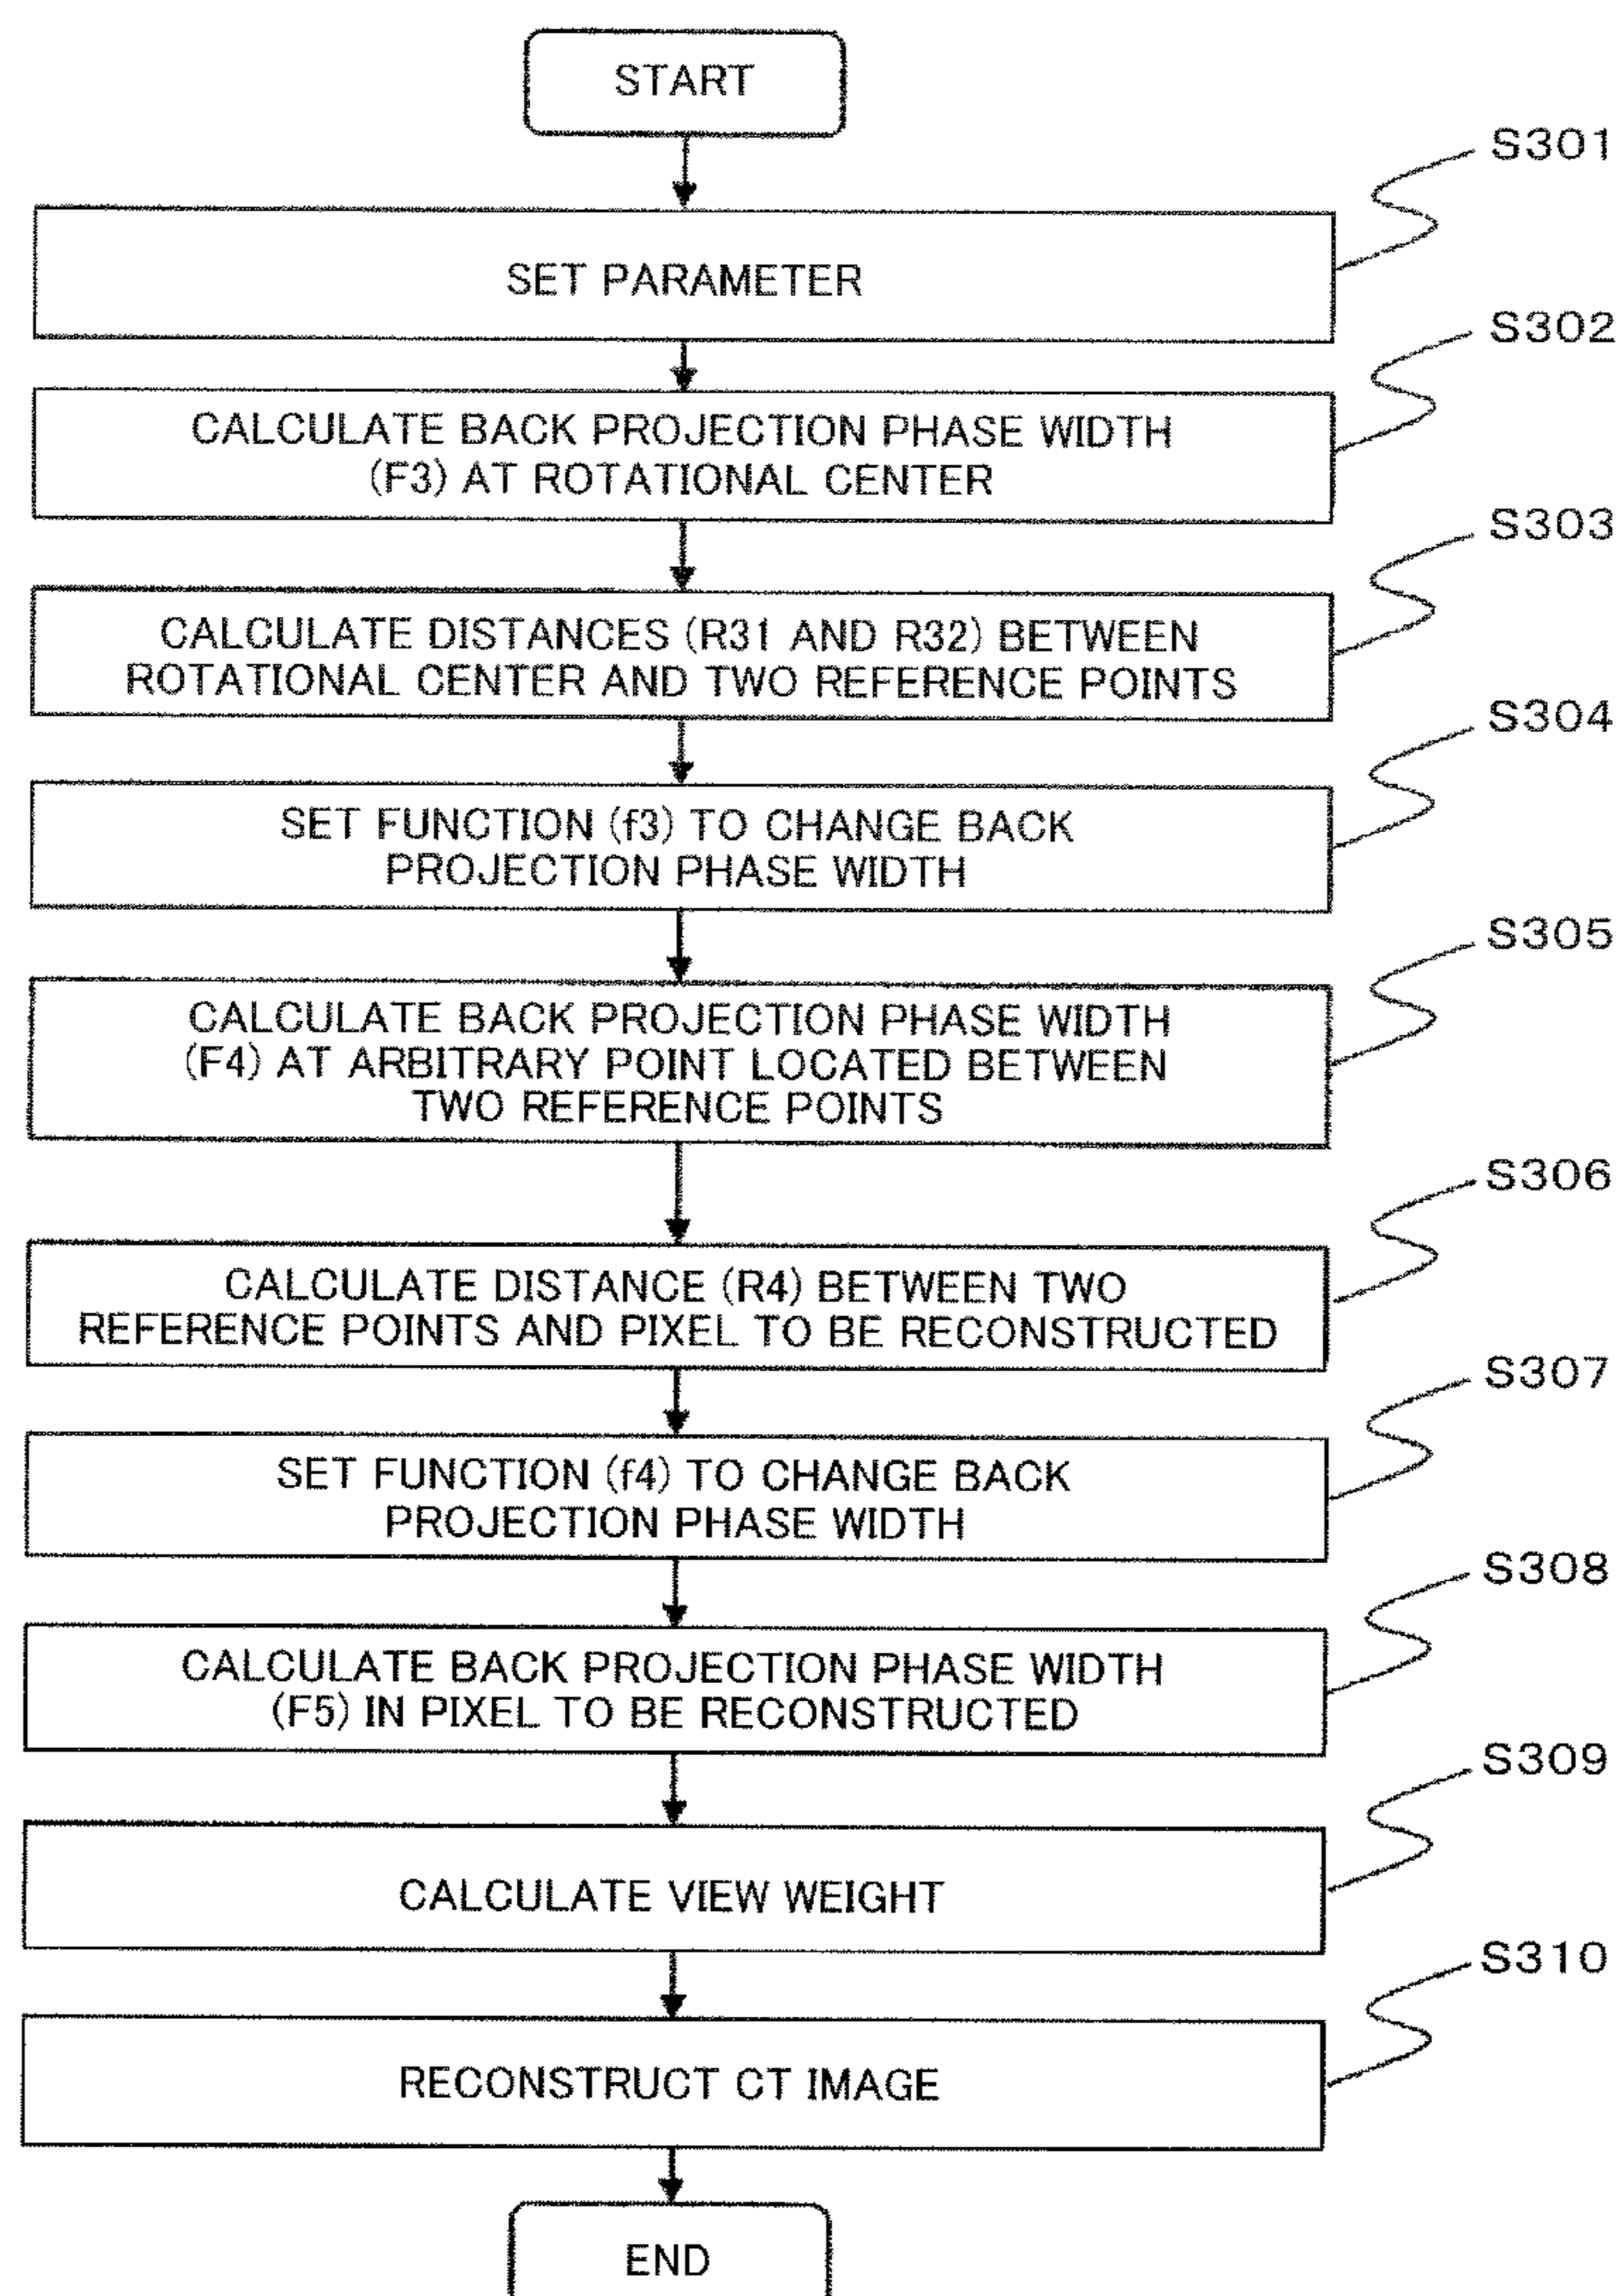 START
S301
SET PARAMETER
S302
CALCULATE BACK PROJECTION PHASE WIDTH
(F3) AT ROTATIONAL CENTER
S303
CALCULATE DISTANCES (R31 AND R32) BETWEEN
ROTATIONAL CENTER AND TWO REFERENCE POINTS
S304
SET FUNCTION (f3) TO CHANGE BACK
PROJECTION PHASE WIDTH
S305
CALCULATE BACK PROJECTION PHASE WIDTH
(F4) AT ARBITRARY POINT LOCATED BETWEEN
TWO REFERENCE POINTS
S306
CALCULATE DISTANCE (R4) BETWEEN TWO
REFERENCE POINTS AND PIXEL TO BE RECONSTRUCTED
S307
SET FUNCTION (f4) TO CHANGE BACK
PROJECTION PHASE WIDTH
S308
CALCULATE BACK PROJECTION PHASE WIDTH
(F5) IN PIXEL TO BE RECONSTRUCTED
S309
CALCULATE VIEW WEIGHT
S310
RECONSTRUCT CT IMAGE
END